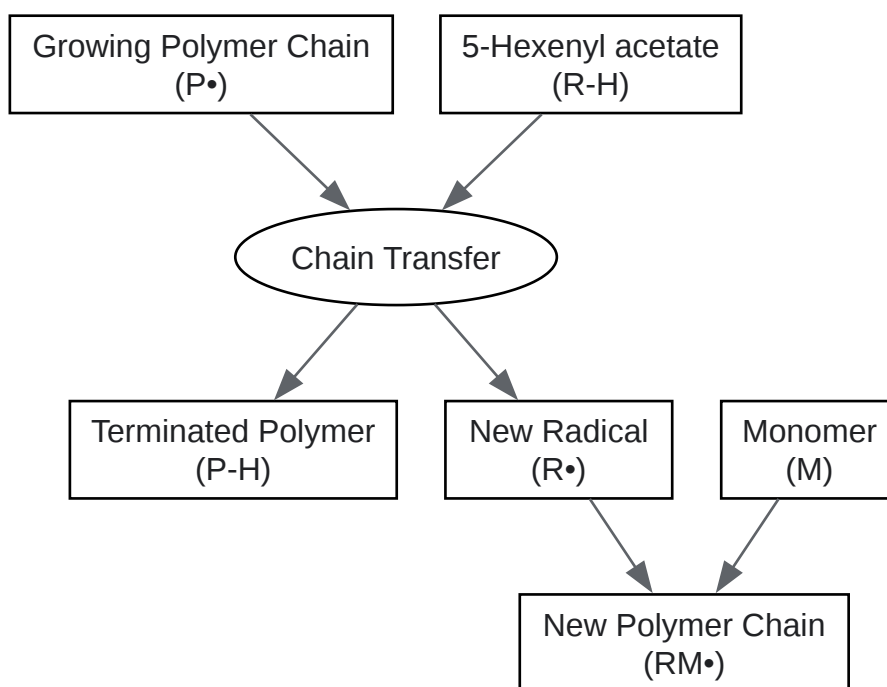 Growing Polymer Chain
(P•)
5-Hexenyl acetate
(R-H)
Chain Transfer
Terminated Polymer
(P-H)
New Radical
(R•)
Monomer
(M)
New Polymer Chain
(RM•)